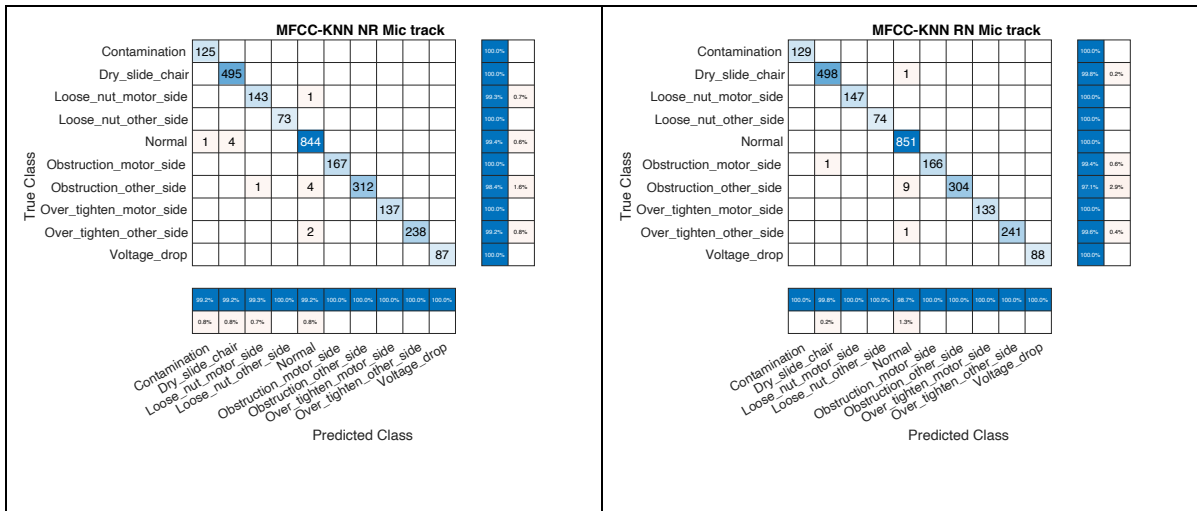 MFCC-KNN NR Mic track
True Class
Contamination 125 100.0%
Dry_slide_chair 495 100.0%
Loose_nut_motor_side 143 1 99.3% 0.7%
Loose_nut_other_side 73 100.0%
Normal 1 4 844 99.4% 0.6%
Obstruction_motor_side 167 100.0%
Obstruction_other_side 1 4 312 98.4% 1.6%
Over_tighten_motor_side 137 100.0%
Over_tighten_other_side 2 238 99.2% 0.8%
Voltage_drop 87 100.0%
99.2% 99.2% 99.3% 100.0% 99.2% 100.0% 100.0% 100.0% 100.0% 100.0%
0.8% 0.8% 0.7% 0.8%
Contamination
Dry_slide_chair
Loose_nut_motor_side
Loose_nut_other_side
Normal
Obstruction_motor_side
Obstruction_other_side
Over_tighten_motor_side
Over_tighten_other_side
Voltage_drop
Predicted Class
MFCC-KNN RN Mic track
True Class
Contamination 129 100.0%
Dry_slide_chair 498 1 99.8% 0.2%
Loose_nut_motor_side 147 100.0%
Loose_nut_other_side 74 100.0%
Normal 851 100.0%
Obstruction_motor_side 1 166 99.4% 0.6%
Obstruction_other_side 9 304 97.1% 2.9%
Over_tighten_motor_side 133 100.0%
Over_tighten_other_side 1 241 99.6% 0.4%
Voltage_drop 88 100.0%
100.0% 99.8% 100.0% 100.0% 98.7% 100.0% 100.0% 100.0% 100.0% 100.0%
0.2% 1.3%
Contamination
Dry_slide_chair
Loose_nut_motor_side
Loose_nut_other_side
Normal
Obstruction_motor_side
Obstruction_other_side
Over_tighten_motor_side
Over_tighten_other_side
Voltage_drop
Predicted Class